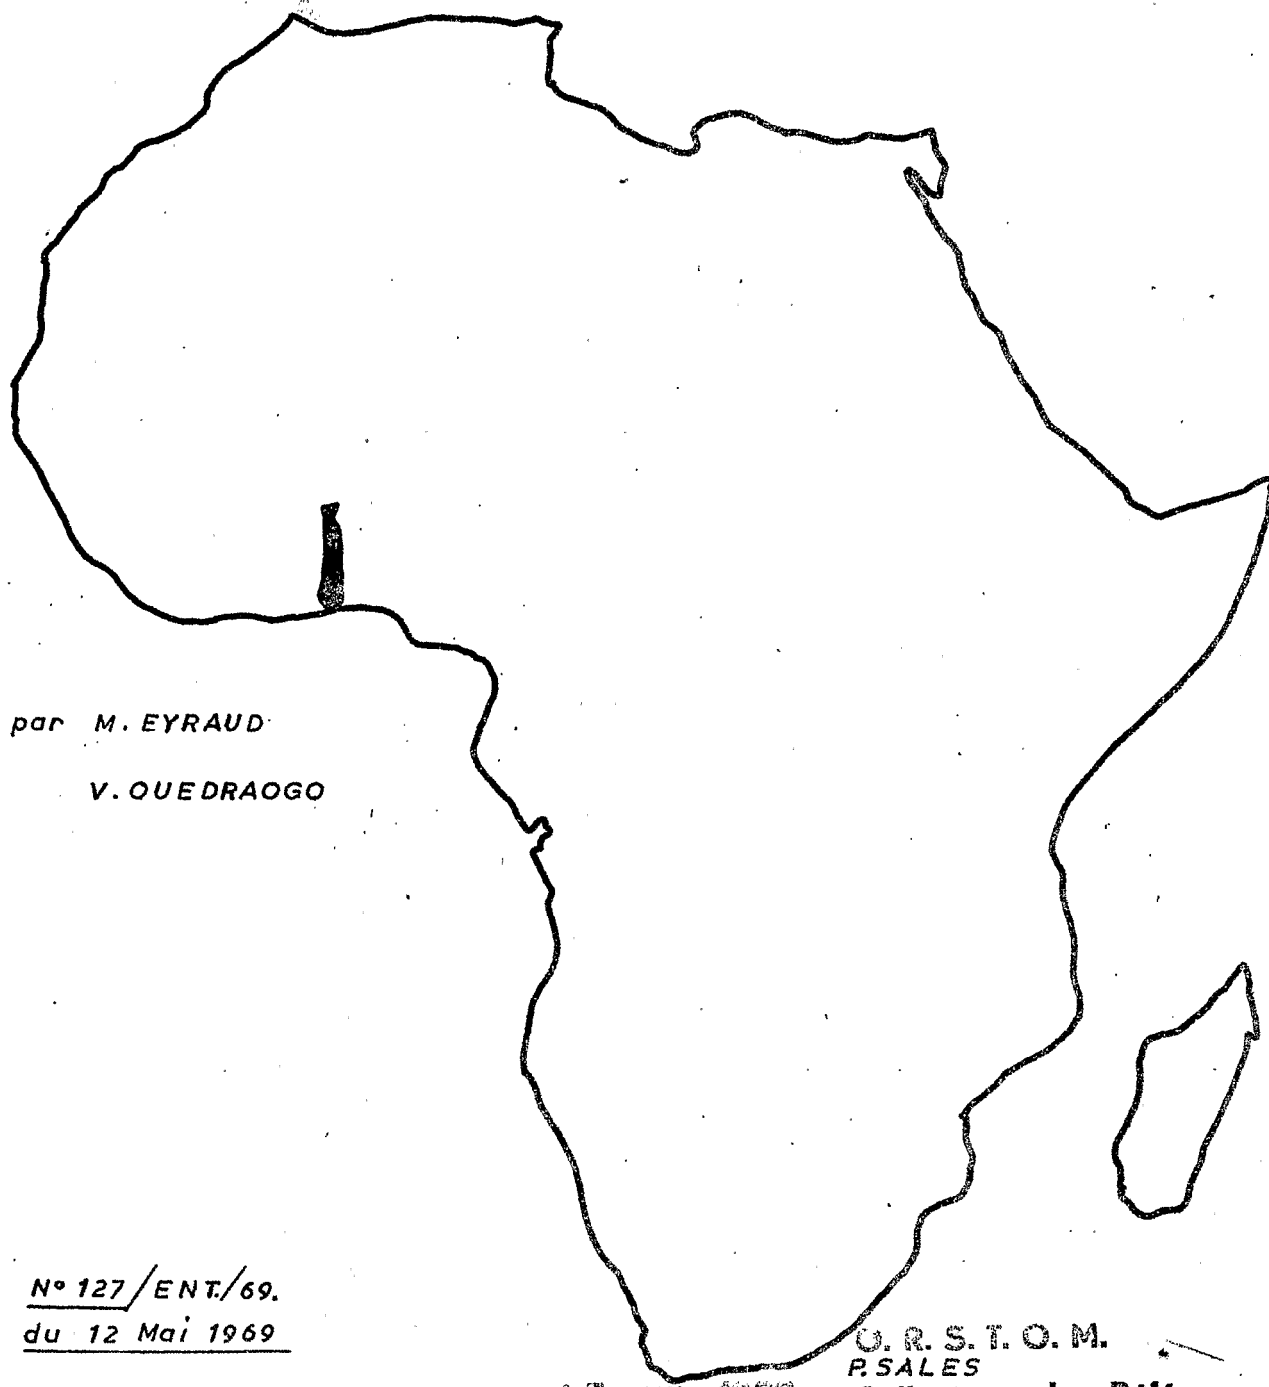 par M. EYRAUD
V. OUEDRAOGO
N° 127/ENT./69.
du 12 Mai 1969
O. R. S. T. O. M.
P. SALES